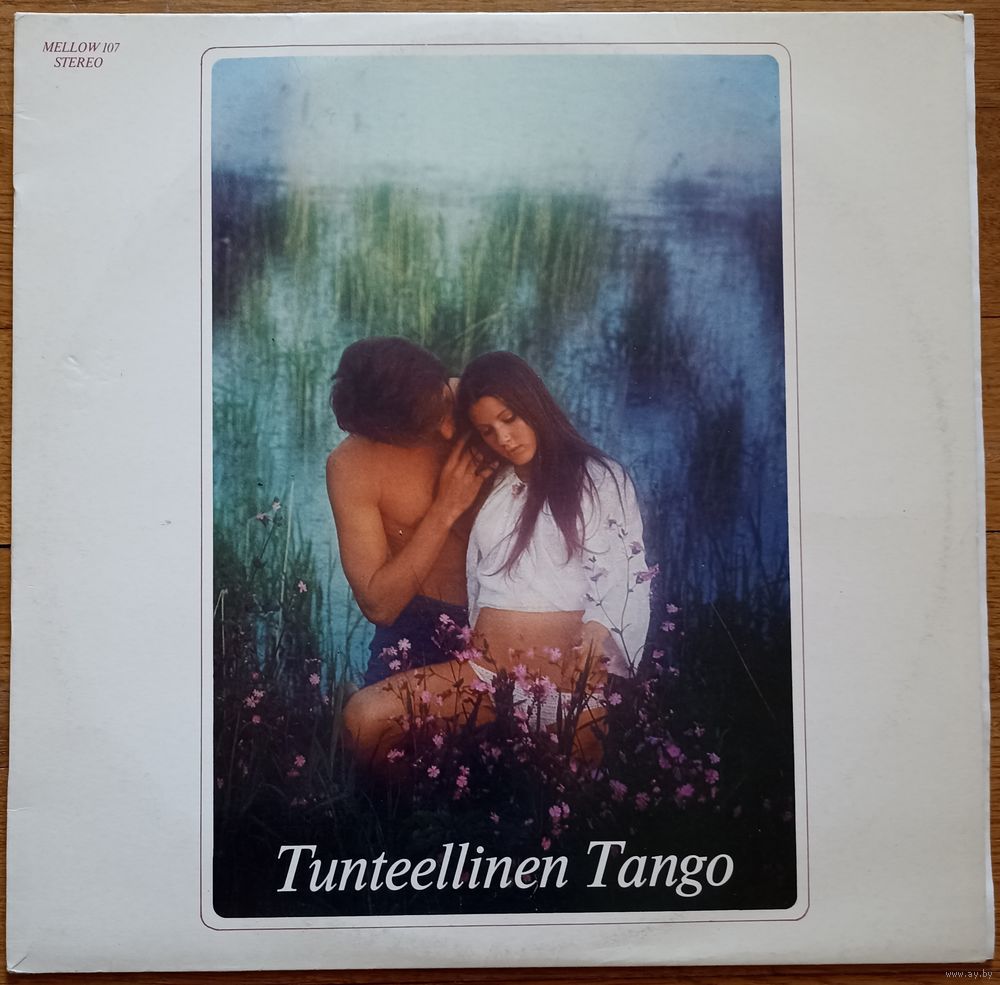 MELLOW 107
STEREO
Tunteellinen Tango
www.ay.by